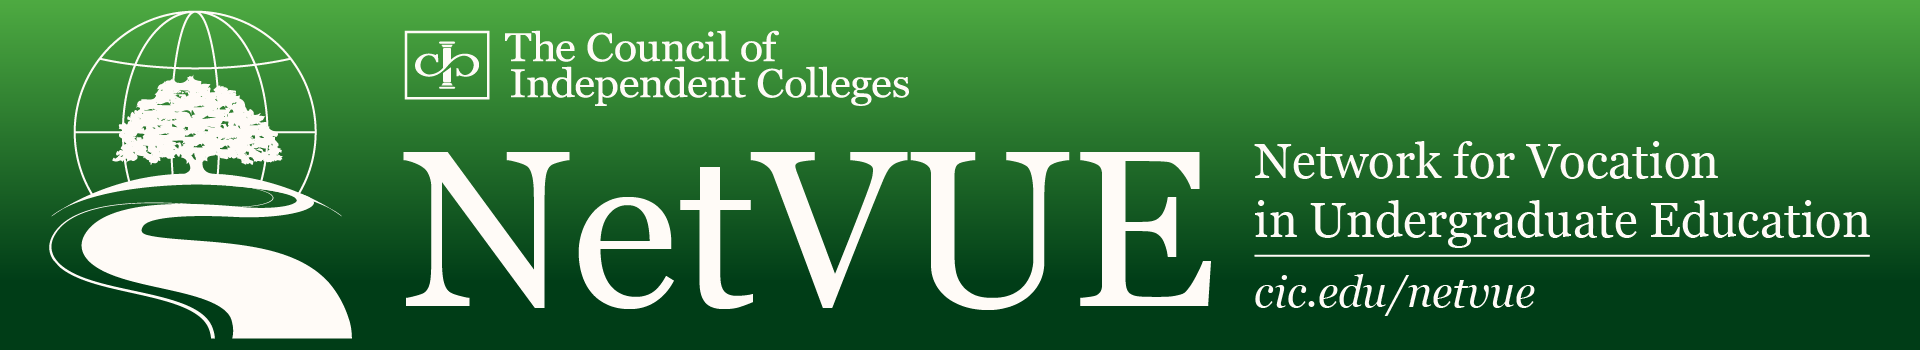 The Council of
Independent Colleges
NetVUE
Network for Vocation
in Undergraduate Education
cic.edu/netvue